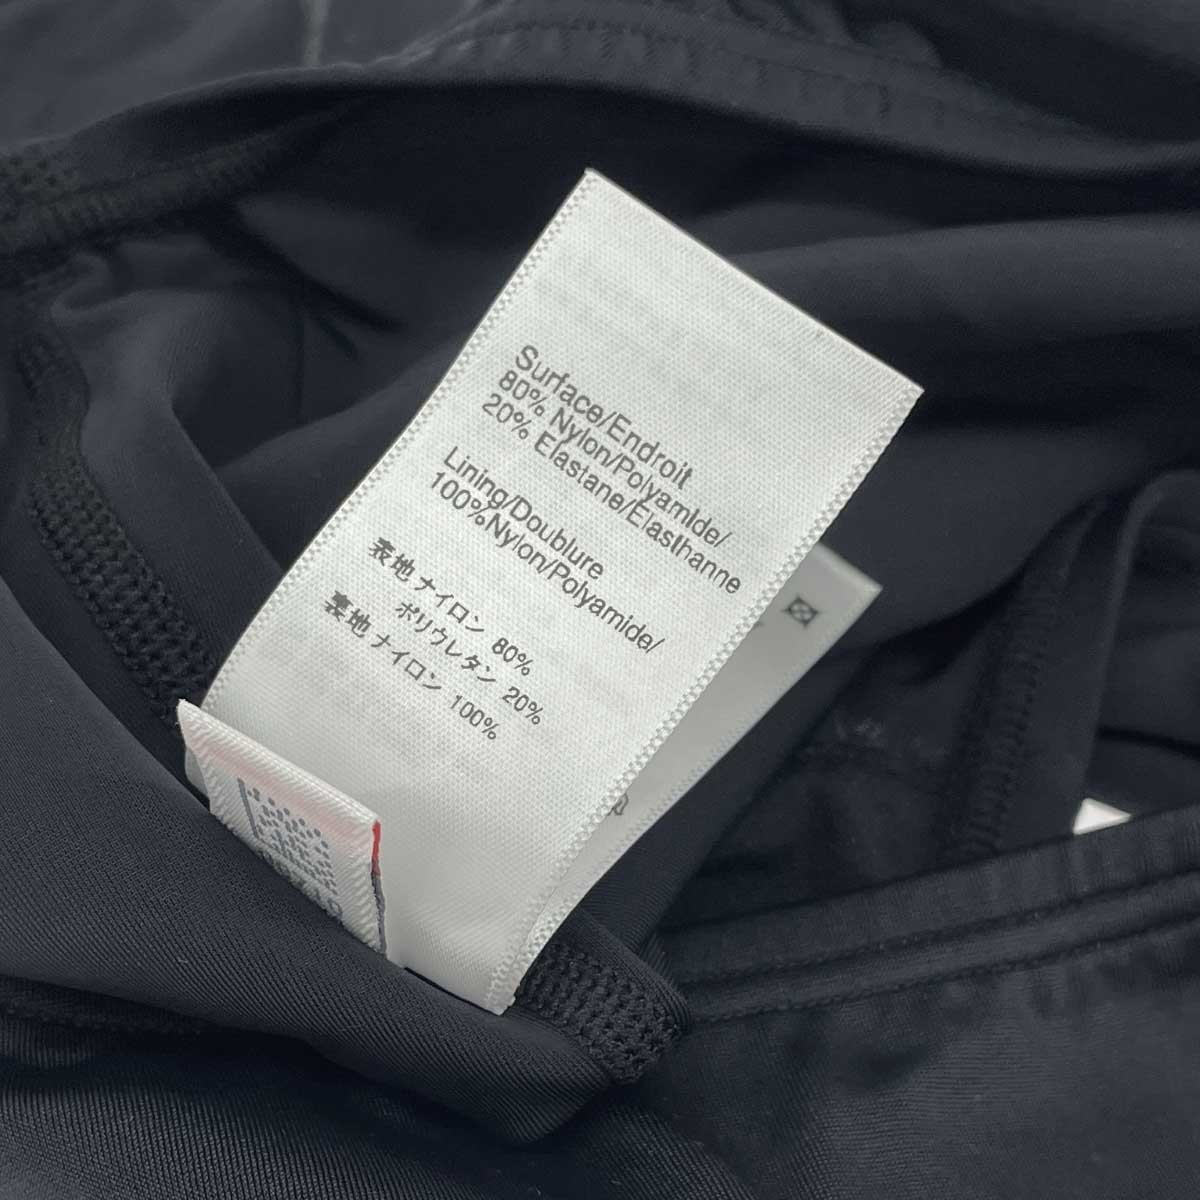 Surface/Endroit
80% Nylon/Polyamide/
20% Elastane/Elasthanne
Lining/Doublure
100%Nylon/Polyamide/
表地 ナイロン 80%
ポリウレタン 20%
裏地 ナイロン 100%